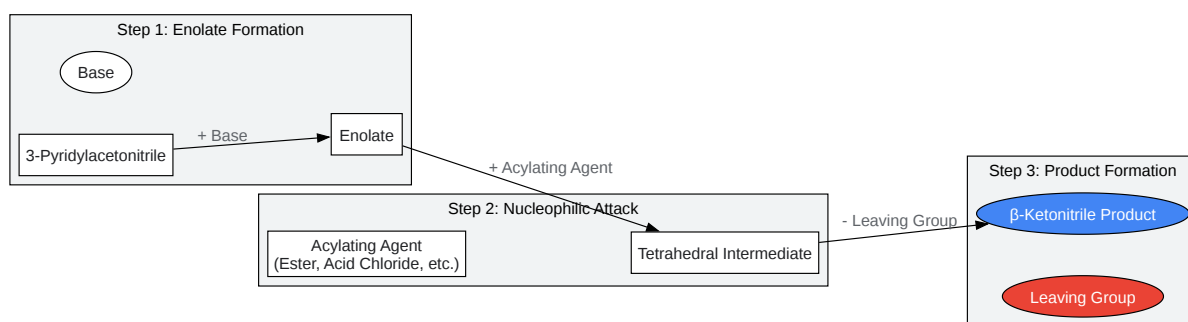 Step 1: Enolate Formation
Base
3-Pyridylacetonitrile
+ Base
Enolate
+ Acylating Agent
Step 2: Nucleophilic Attack
Acylating Agent
(Ester, Acid Chloride, etc.)
Tetrahedral Intermediate
- Leaving Group
Step 3: Product Formation
β-Ketonitrile Product
Leaving Group